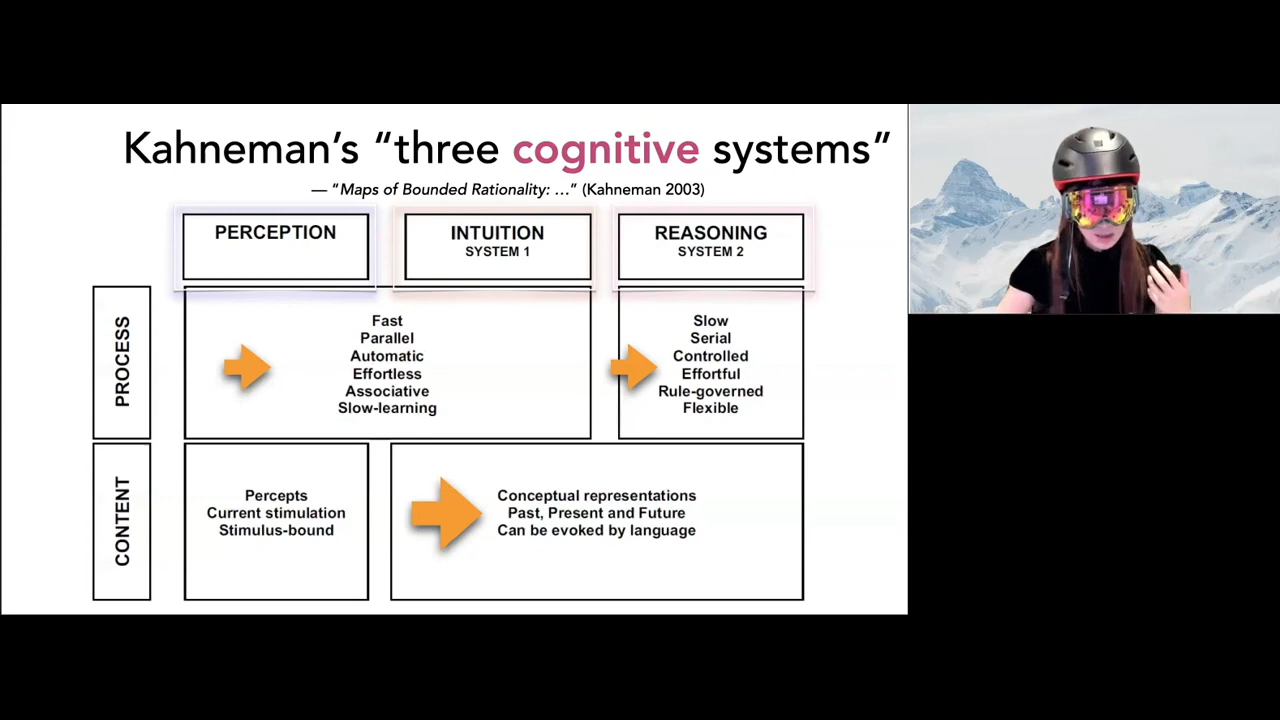 Kahneman’s “three cognitive systems”
— “Maps of Bounded Rationality: …” (Kahneman 2003)
PERCEPTION
INTUITION
SYSTEM 1
REASONING
SYSTEM 2
PROCESS
Fast
Parallel
Automatic
Effortless
Associative
Slow-learning
Slow
Serial
Controlled
Effortful
Rule-governed
Flexible
CONTENT
Percepts
Current stimulation
Stimulus-bound
Conceptual representations
Past, Present and Future
Can be evoked by language